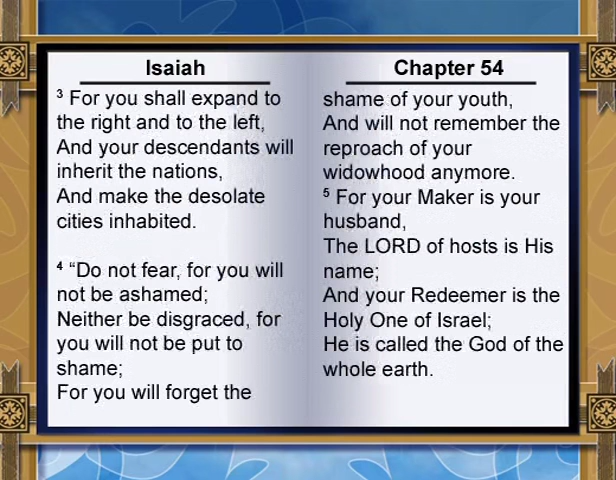 Isaiah
³ For you shall expand to
the right and to the left,
And your descendants will
inherit the nations,
And make the desolate
cities inhabited.
⁴ “Do not fear, for you will
not be ashamed;
Neither be disgraced, for
you will not be put to
shame;
For you will forget the
Chapter 54
shame of your youth,
And will not remember the
reproach of your
widowhood anymore.
⁵ For your Maker is your
husband,
The LORD of hosts is His
name;
And your Redeemer is the
Holy One of Israel;
He is called the God of the
whole earth.